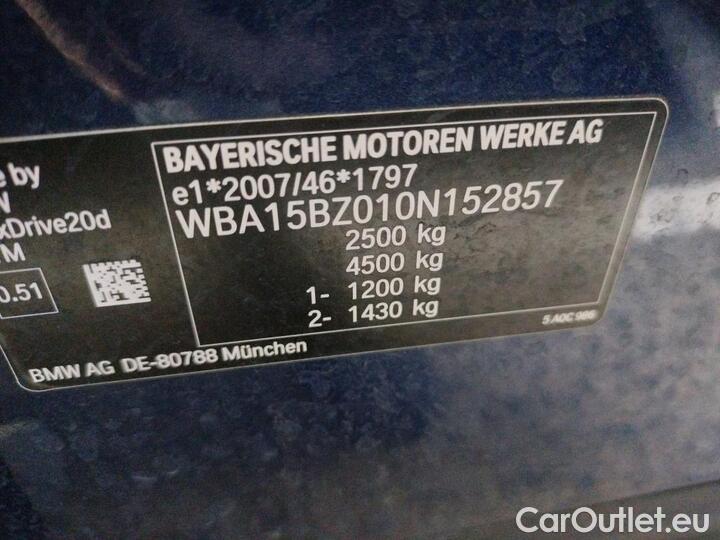 by
BAYERISCHE MOTOREN WERKE AG
e1*2007/46*1797
xDrive20d
WBA15BZ010N152857
2500 kg
4500 kg
0.51
1- 1200 kg
2- 1430 kg
5 A0C 986
BMW AG DE-80788 München
CarOutlet.eu